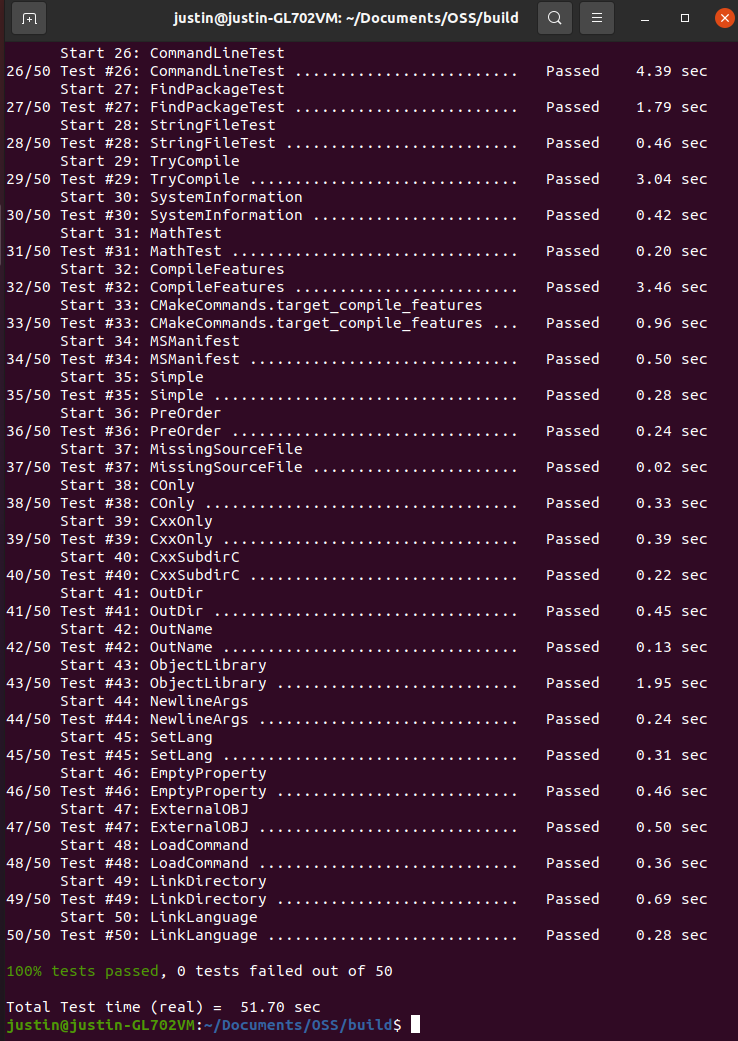 justin@justin-GL702VM: ~/Documents/OSS/build
      Start 26: CommandLineTest
26/50 Test #26: CommandLineTest .........................   Passed    4.39 sec
      Start 27: FindPackageTest
27/50 Test #27: FindPackageTest .........................   Passed    1.79 sec
      Start 28: StringFileTest
28/50 Test #28: StringFileTest ..........................   Passed    0.46 sec
      Start 29: TryCompile
29/50 Test #29: TryCompile ..............................   Passed    3.04 sec
      Start 30: SystemInformation
30/50 Test #30: SystemInformation .......................   Passed    0.42 sec
      Start 31: MathTest
31/50 Test #31: MathTest ................................   Passed    0.20 sec
      Start 32: CompileFeatures
32/50 Test #32: CompileFeatures .........................   Passed    3.46 sec
      Start 33: CMakeCommands.target_compile_features
33/50 Test #33: CMakeCommands.target_compile_features ...   Passed    0.96 sec
      Start 34: MSManifest
34/50 Test #34: MSManifest ..............................   Passed    0.50 sec
      Start 35: Simple
35/50 Test #35: Simple ..................................   Passed    0.28 sec
      Start 36: PreOrder
36/50 Test #36: PreOrder ................................   Passed    0.24 sec
      Start 37: MissingSourceFile
37/50 Test #37: MissingSourceFile .......................   Passed    0.02 sec
      Start 38: COnly
38/50 Test #38: COnly ...................................   Passed    0.33 sec
      Start 39: CxxOnly
39/50 Test #39: CxxOnly .................................   Passed    0.39 sec
      Start 40: CxxSubdirC
40/50 Test #40: CxxSubdirC ..............................   Passed    0.22 sec
      Start 41: OutDir
41/50 Test #41: OutDir ..................................   Passed    0.45 sec
      Start 42: OutName
42/50 Test #42: OutName .................................   Passed    0.13 sec
      Start 43: ObjectLibrary
43/50 Test #43: ObjectLibrary ...........................   Passed    1.95 sec
      Start 44: NewlineArgs
44/50 Test #44: NewlineArgs .............................   Passed    0.24 sec
      Start 45: SetLang
45/50 Test #45: SetLang .................................   Passed    0.31 sec
      Start 46: EmptyProperty
46/50 Test #46: EmptyProperty ...........................   Passed    0.46 sec
      Start 47: ExternalOBJ
47/50 Test #47: ExternalOBJ .............................   Passed    0.50 sec
      Start 48: LoadCommand
48/50 Test #48: LoadCommand .............................   Passed    0.36 sec
      Start 49: LinkDirectory
49/50 Test #49: LinkDirectory ...........................   Passed    0.69 sec
      Start 50: LinkLanguage
50/50 Test #50: LinkLanguage ............................   Passed    0.28 sec

100% tests passed, 0 tests failed out of 50

Total Test time (real) =  51.70 sec
justin@justin-GL702VM:~/Documents/OSS/build$